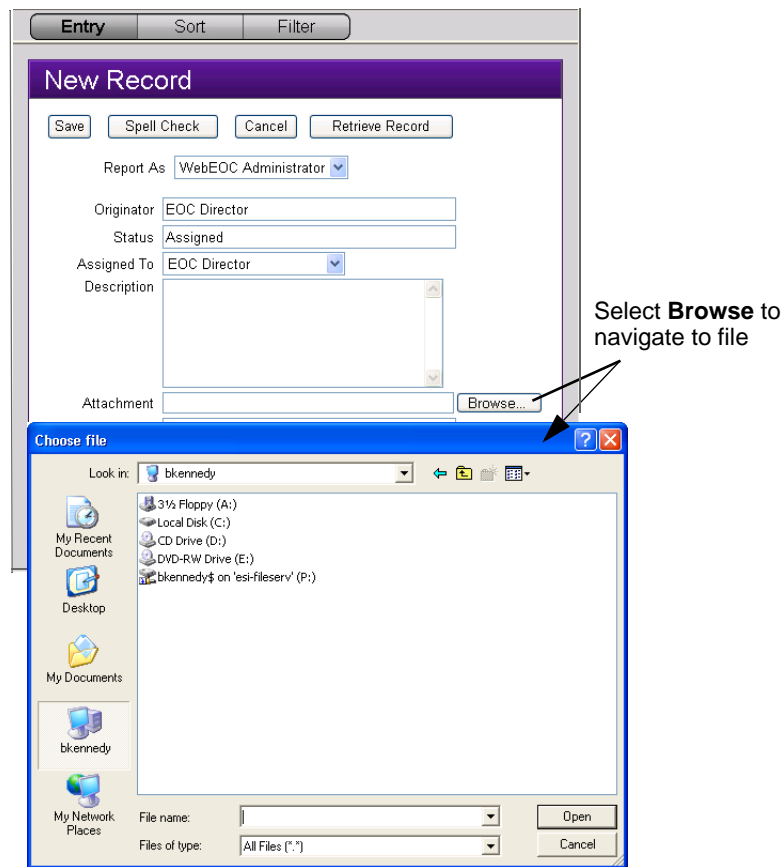 Entry Sort Filter
New Record
Save Spell Check Cancel Retrieve Record
Report As WebEOC Administrator
Originator EOC Director
Status Assigned
Assigned To EOC Director
Description
Select Browse to
navigate to file
Attachment Browse...
Choose file
Look in: bkennedy
My Recent
Documents
Desktop
My Documents
bkennedy
My Network
Places
3½ Floppy (A:)
Local Disk (C:)
CD Drive (D:)
DVD-RW Drive (E:)
bkennedy$ on 'esi-fileserv' (P:)
File name: Open
Files of type: All Files (*.*) Cancel